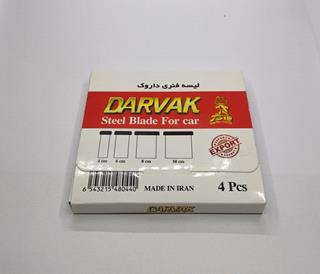 لیسه فنری داروک
DARVAK
Steel Blade For car
4 cm 6 cm 8 cm 10 cm
EXPORT
6 543215 480440
MADE IN IRAN
4 Pcs
DARVAK